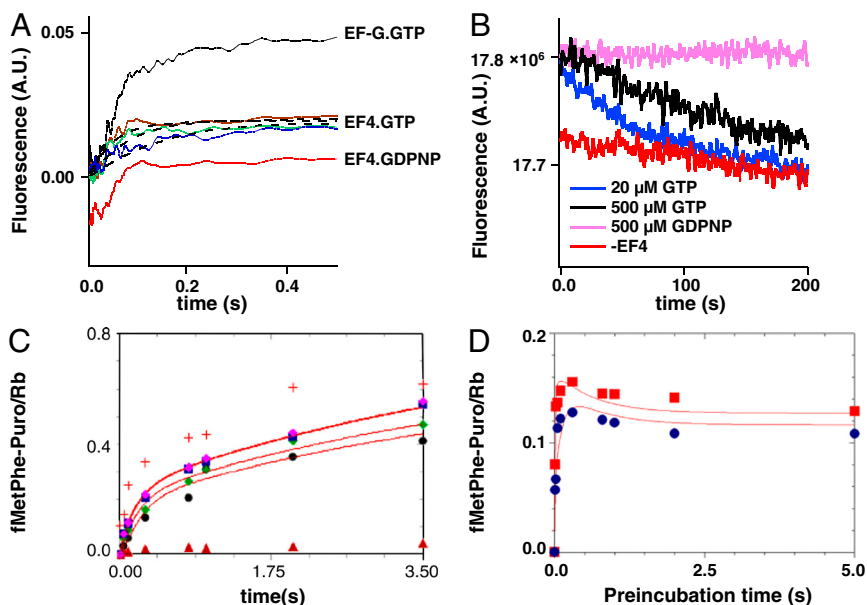 A
0.05
0.00
Fluorescence (A.U.)
EF-G.GTP
EF4.GTP
EF4.GDPNP
0.0
0.2
0.4
time (s)
B
17.8 ×10⁶
17.7
Fluorescence (A.U.)
20 µM GTP
500 µM GTP
500 µM GDPNP
-EF4
0.0
100
200
time (s)
C
0.8
0.4
0.0
fMetPhe-Puro/Rb
0.00
1.75
3.50
time(s)
D
0.2
0.1
0.0
fMetPhe-Puro/Rb
0.0
2.5
5.0
Preincubation time (s)